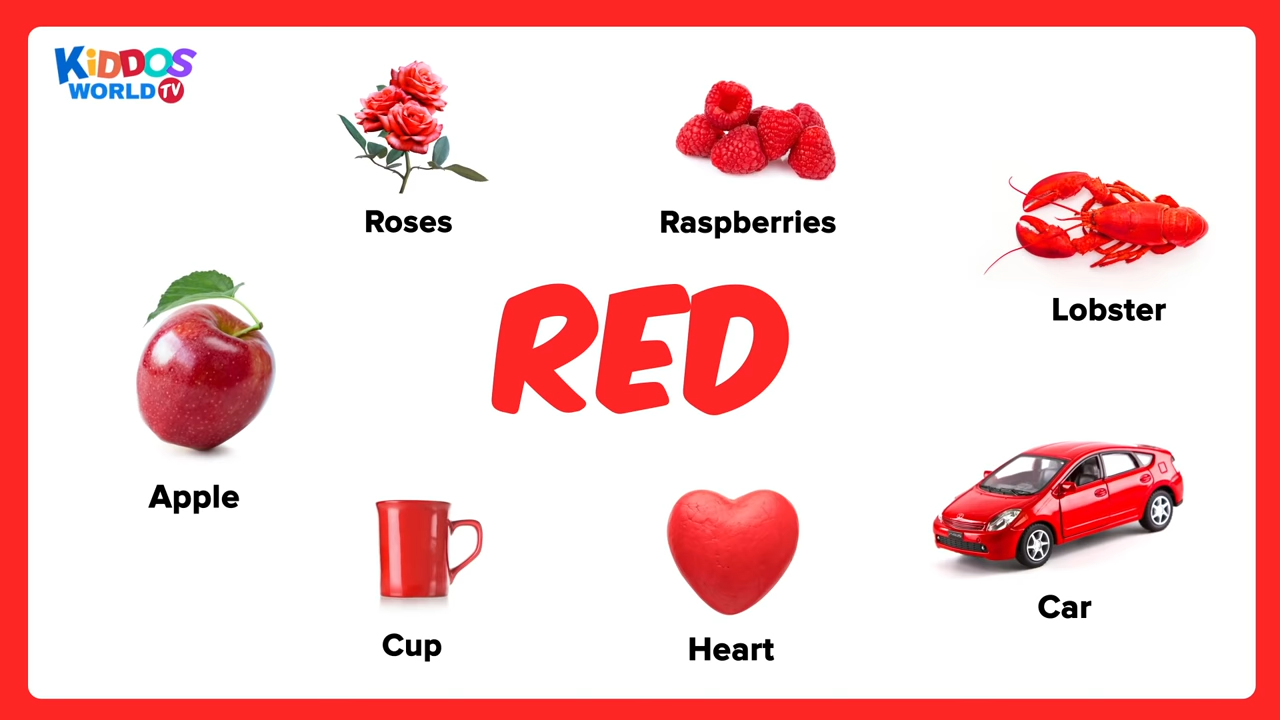 KiDDOS
WORLD TV
Roses
Raspberries
Lobster
RED
Apple
Car
Cup
Heart